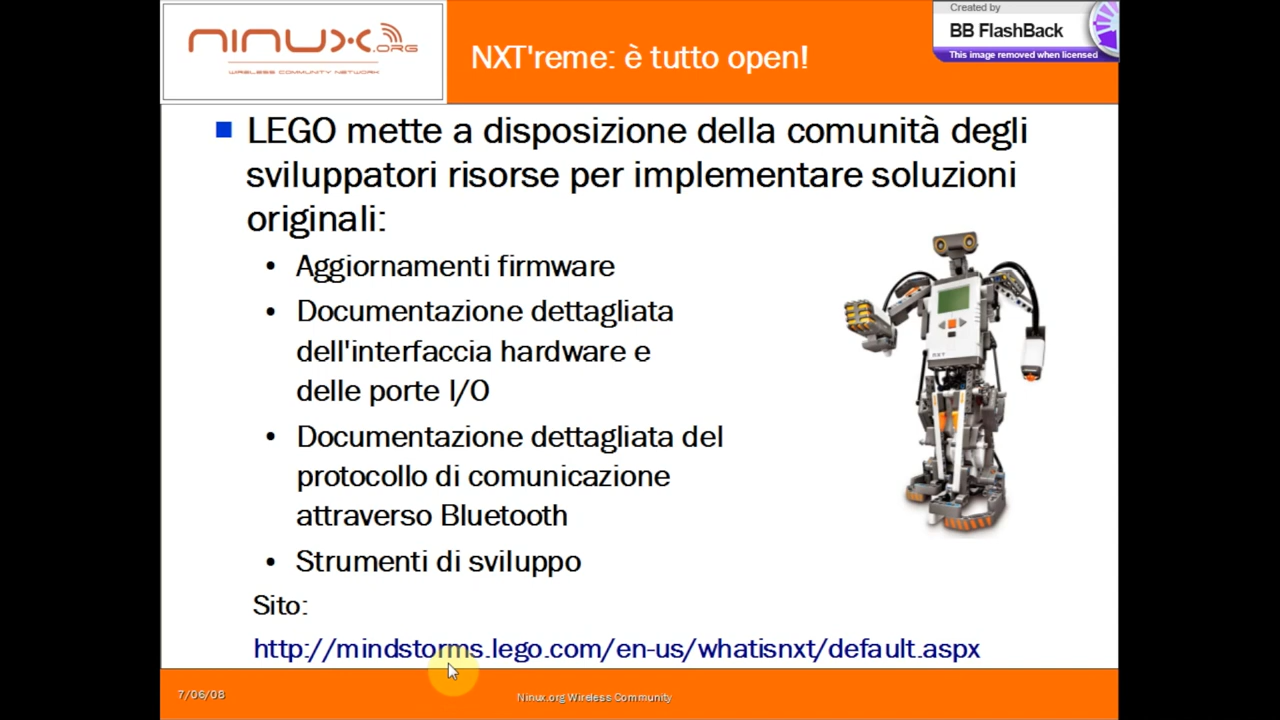 NINUX.ORG
WIRELESS COMMUNITY NETWORK
NXT'reme: è tutto open!
Created by
BB FlashBack
This image removed when licensed
LEGO mette a disposizione della comunità degli
sviluppatori risorse per implementare soluzioni
originali:
• Aggiornamenti firmware
• Documentazione dettagliata
dell'interfaccia hardware e
delle porte I/O
• Documentazione dettagliata del
protocollo di comunicazione
attraverso Bluetooth
• Strumenti di sviluppo
Sito:
http://mindstorms.lego.com/en-us/whatisnxt/default.aspx
NXT
7/06/08
Ninux.org Wireless Community